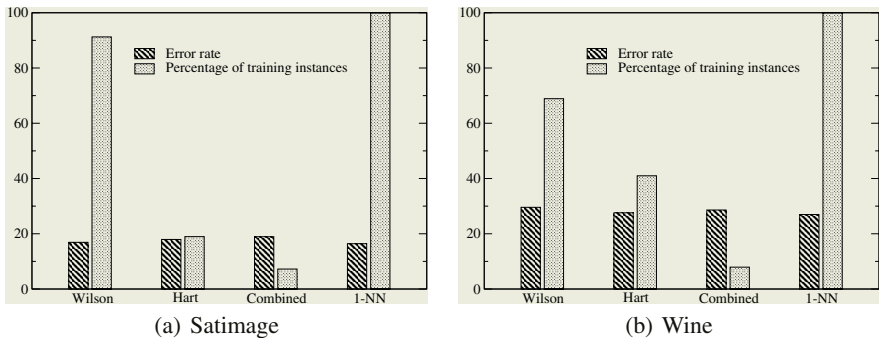 100
80
60
40
20
0
Error rate
Percentage of training instances
Wilson
Hart
Combined
1-NN
(a) Satimage
100
80
60
40
20
0
Error rate
Percentage of training instances
Wilson
Hart
Combined
1-NN
(b) Wine